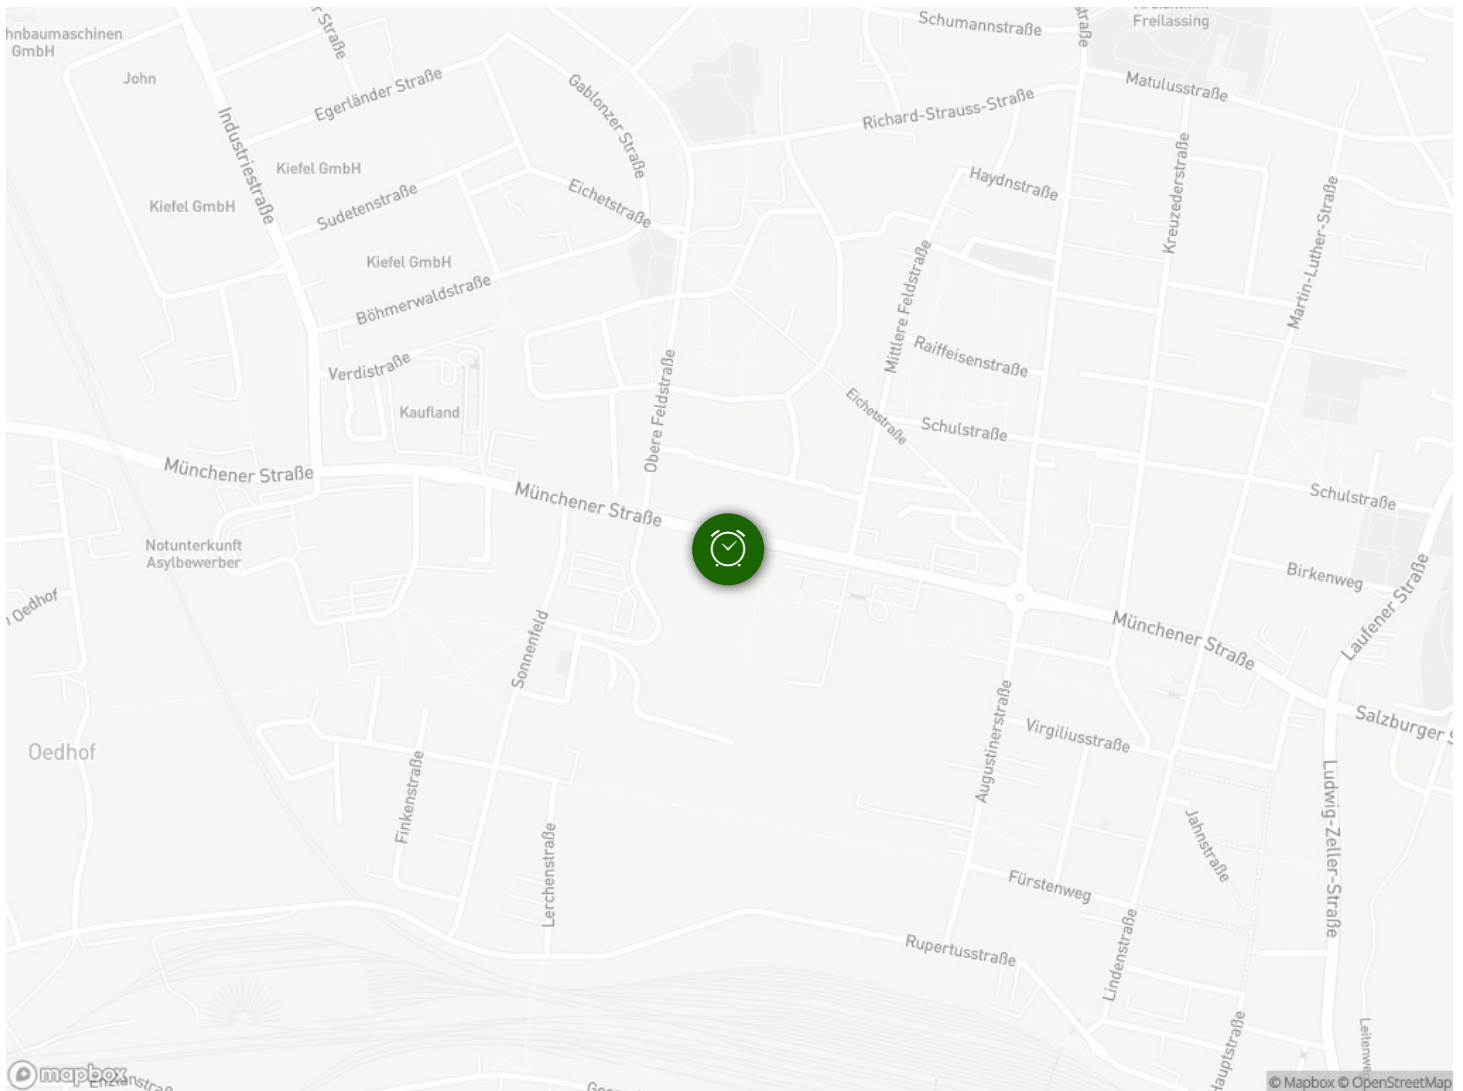 hnbaumaschinen
GmbH
Schumannstraße
Freilassing
John
Industriestraße
Egerländer Straße
Gablonzer Straße
Richard-Strauss-Straße
Matulusstraße
Kiefel GmbH
Kiefel GmbH
Sudetenstraße
Eichetstraße
Haydnstraße
Kreuzederstraße
Martin-Luther-Straße
Kiefel GmbH
Böhmerwaldstraße
Mittlere Feldstraße
Verdistraße
Raiffeisenstraße
Kaufland
Obere Feldstraße
Eichetstraße
Schulstraße
Münchener Straße
Münchener Straße
Schulstraße
Notunterkunft
Asylbewerber
Birkenweg
Laufener Straße
Oedhof
Sonnenfeld
Münchener Straße
Augustinerstraße
Virgiliusstraße
Salzburger S
Oedhof
Finkenstraße
Ludwig-Zeller-Straße
Lerchenstraße
Jahnstraße
Fürstenweg
Rupertusstraße
Lindenstraße
Hauptstraße
Leitenwe
mapbox
Enzianstraße
© Mapbox © OpenStreetMap